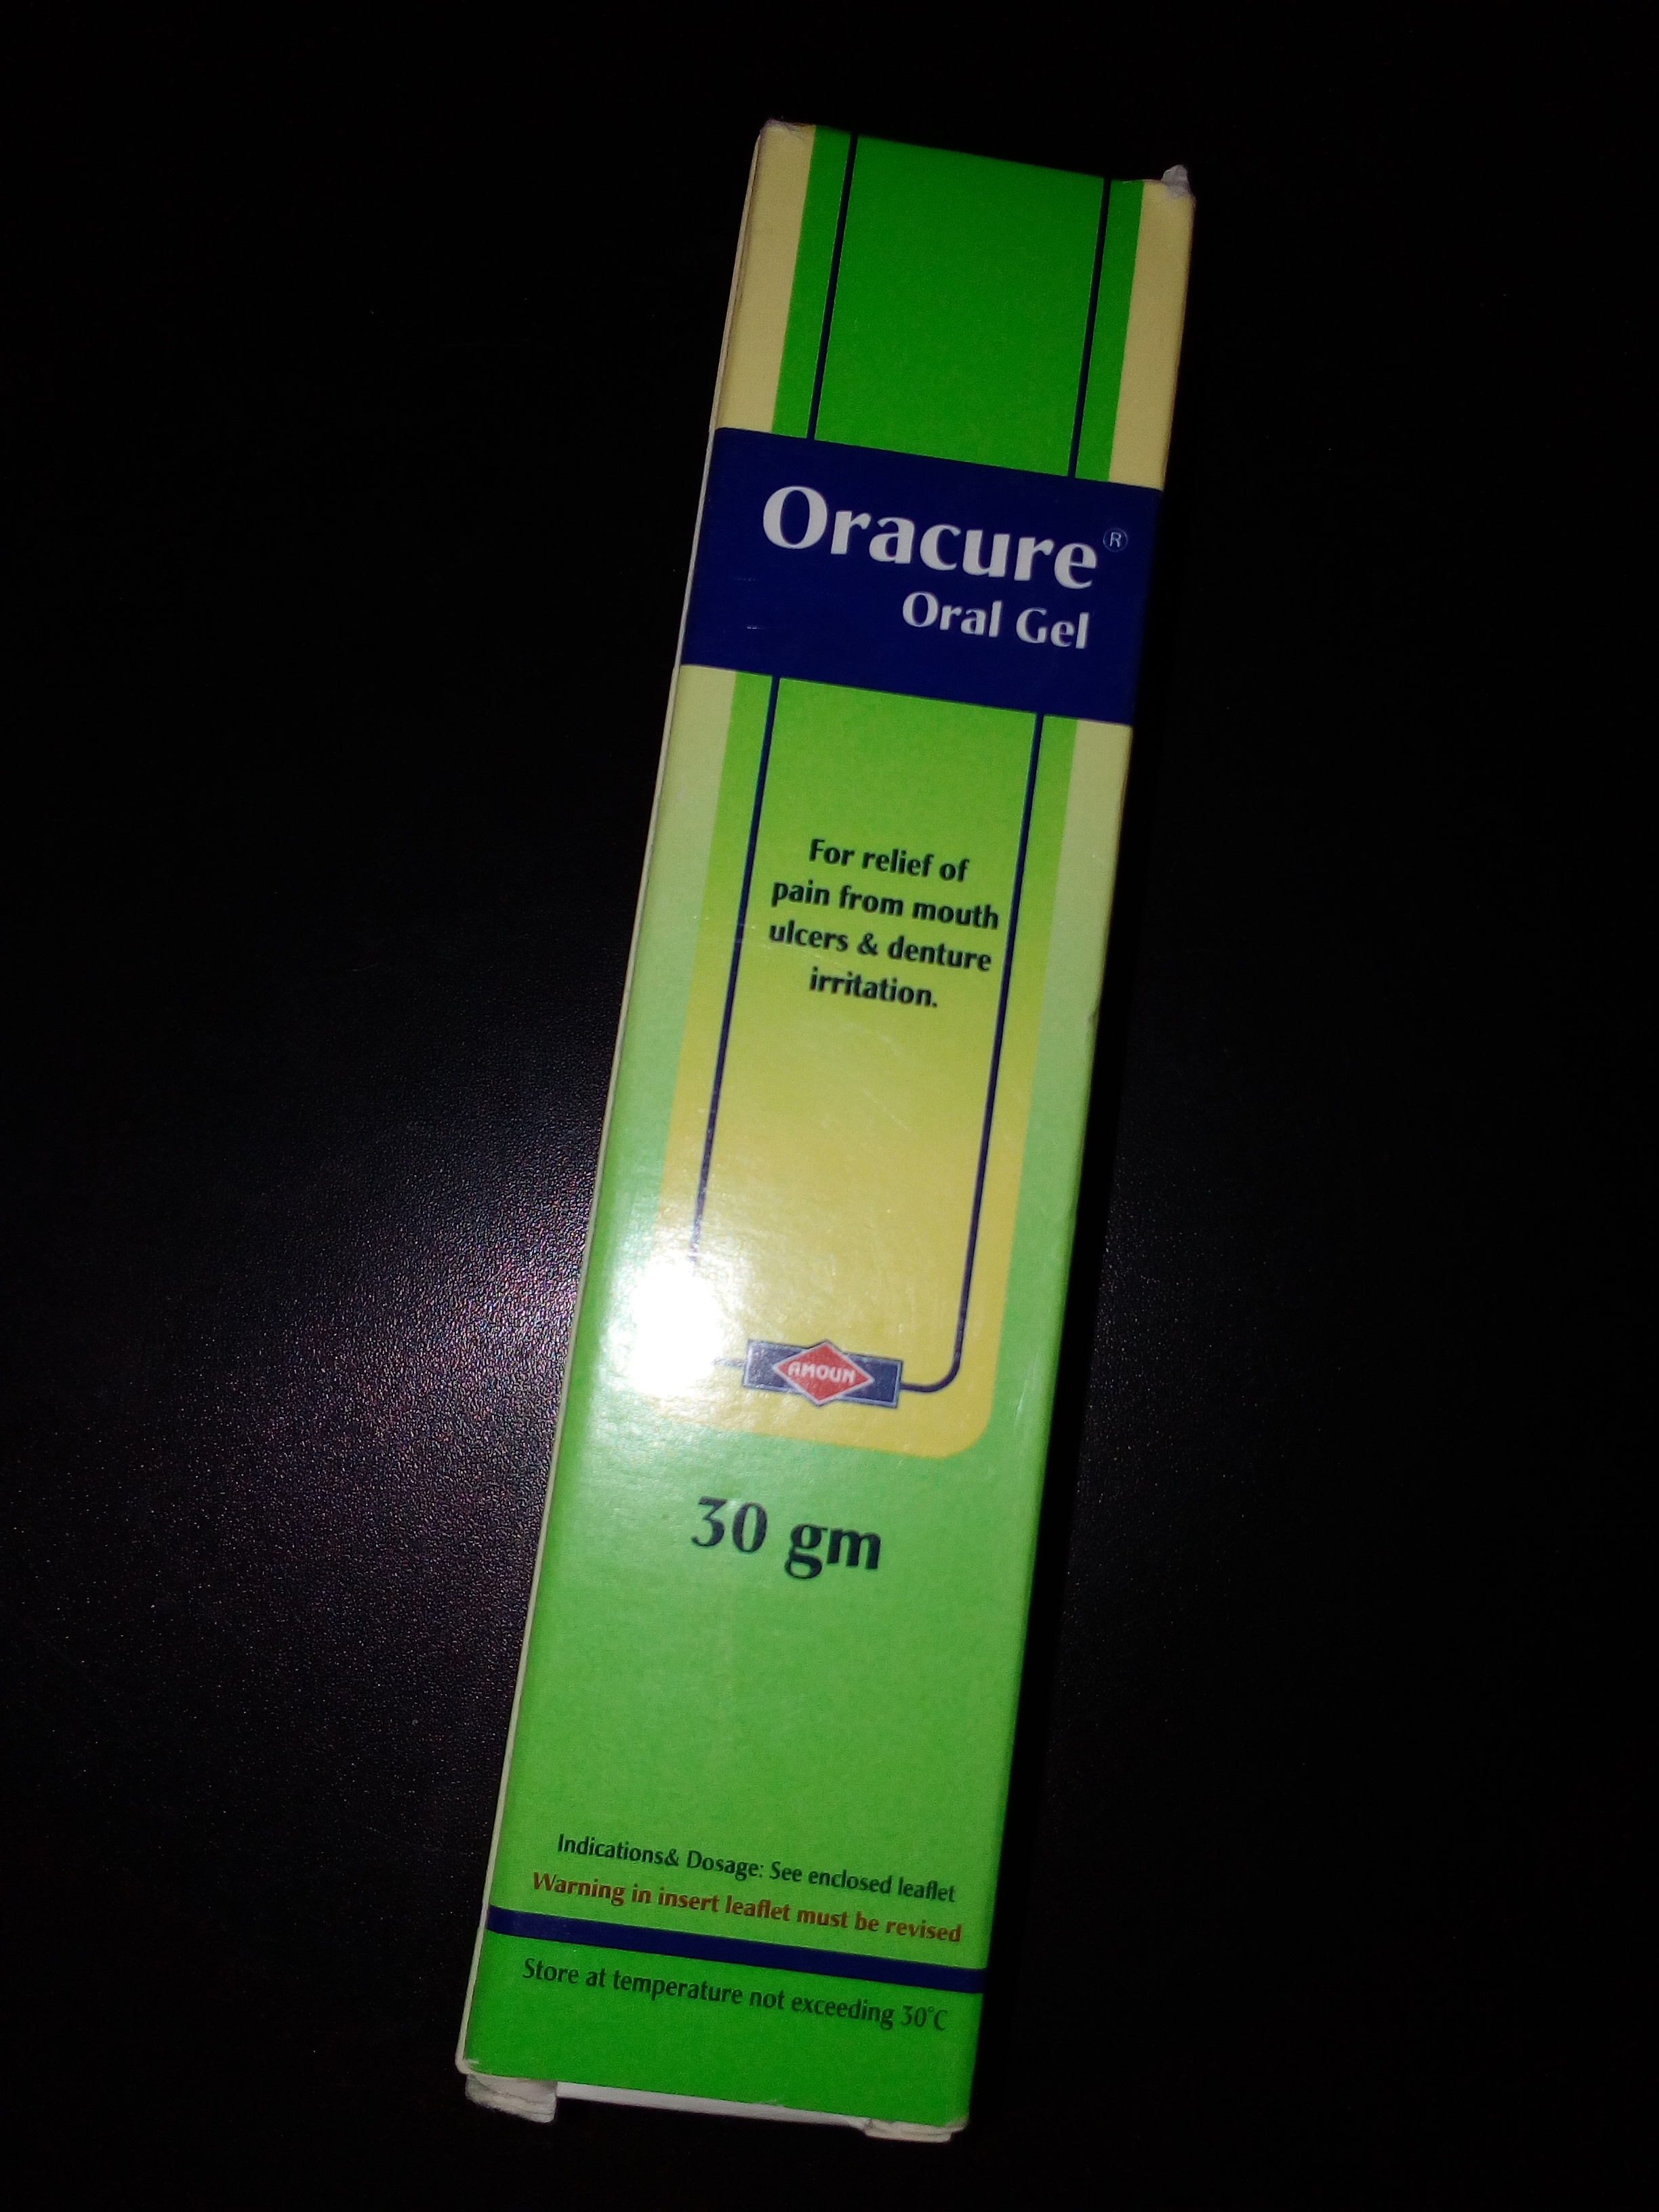 Oracure®
Oral Gel
For relief of
pain from mouth
ulcers & denture
irritation.
AMOUN
30 gm
Indications& Dosage: See enclosed leaflet
Warning in insert leaflet must be revised
Store at temperature not exceeding 30°C